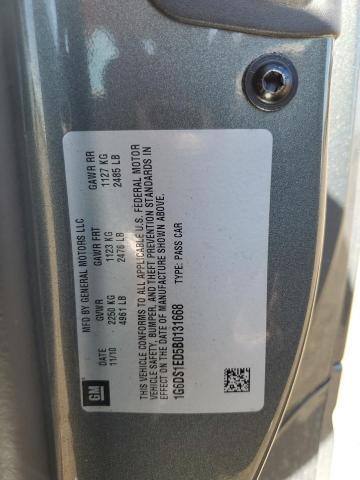 MFD BY GENERAL MOTORS LLC
DATE GVWR GAWR FRT GAWR RR
11/10 2250 KG 1123 KG 1127 KG
4961 LB 2476 LB 2485 LB
THIS VEHICLE CONFORMS TO ALL APPLICABLE U.S. FEDERAL MOTOR
VEHICLE SAFETY, BUMPER, AND THEFT PREVENTION STANDARDS IN
EFFECT ON THE DATE OF MANUFACTURE SHOWN ABOVE.
1G6DS1ED5B0131668 TYPE: PASS CAR
GM